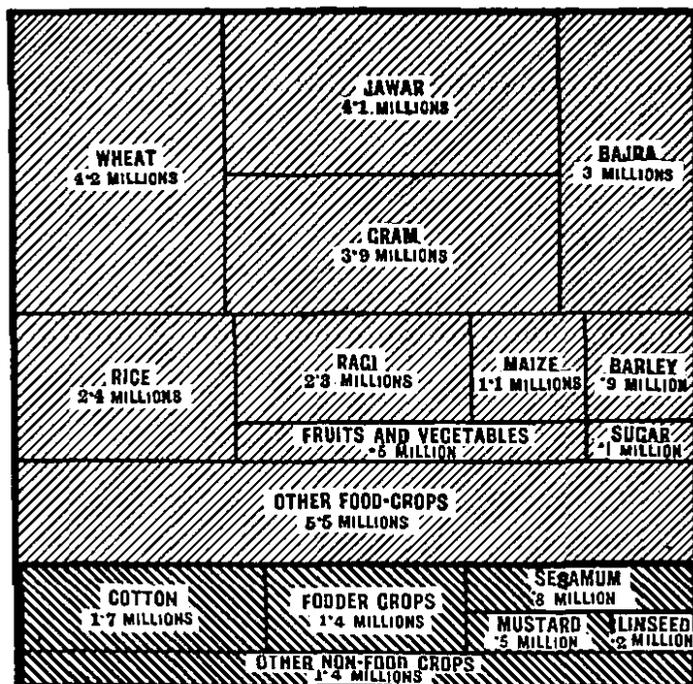 JAWAR
4·1 MILLIONS
WHEAT
4·2 MILLIONS
BAJRA
3 MILLIONS
GRAM
3·9 MILLIONS
RICE
2·4 MILLIONS
RAGI
2·3 MILLIONS
MAIZE
1·1 MILLIONS
BARLEY
·9 MILLION
FRUITS AND VEGETABLES
·5 MILLION
SUGAR
·1 MILLION
OTHER FOOD-CROPS
5·5 MILLIONS
COTTON
1·7 MILLIONS
FODDER CROPS
1·4 MILLIONS
SESAMUM
·8 MILLION
MUSTARD
·5 MILLION
LINSEED
·2 MILLION
OTHER NON-FOOD CROPS
1·4 MILLIONS